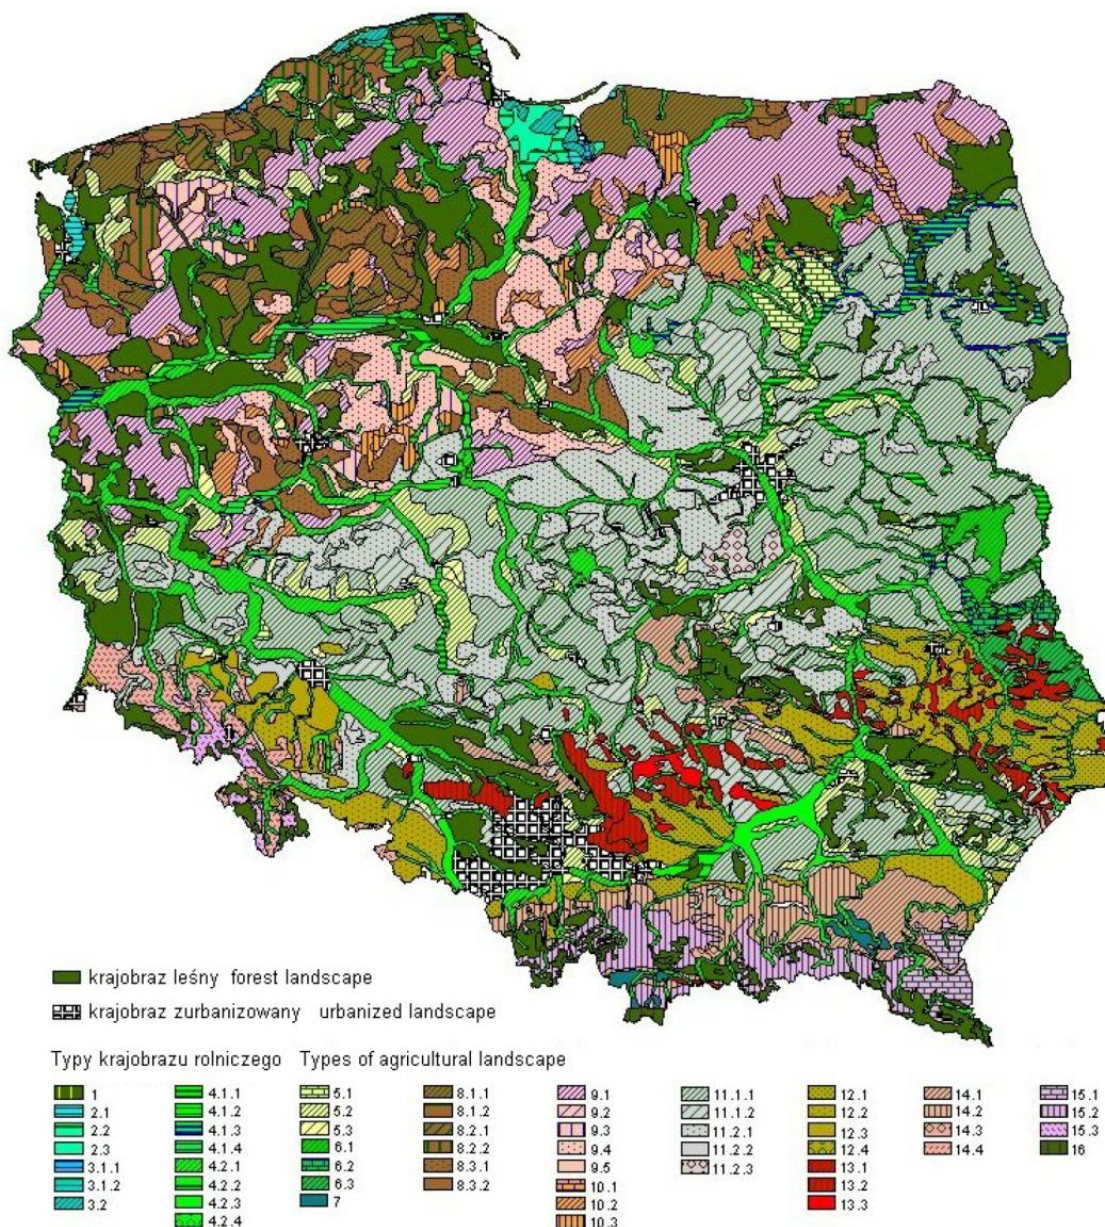 krajobraz leśny forest landscape
krajobraz zurbanizowany urbanized landscape
Typy krajobrazu rolniczego Types of agricultural landscape
1 4.1.1 5.1 8.1.1 9.1 11.1.1 12.1 14.1 15.1
2.1 4.1.2 5.2 8.1.2 9.2 11.1.2 12.2 14.2 15.2
2.2 4.1.3 5.3 8.2.1 9.3 11.2.1 12.3 14.3 15.3
2.3 4.1.4 6.1 8.2.2 9.4 11.2.2 12.4 14.4 16
3.1.1 4.2.1 6.2 8.3.1 9.5 11.2.3 13.1
3.1.2 4.2.2 6.3 8.3.2 10.1 13.2
3.2 4.2.3 7 10.2 13.3
4.2.4 10.3